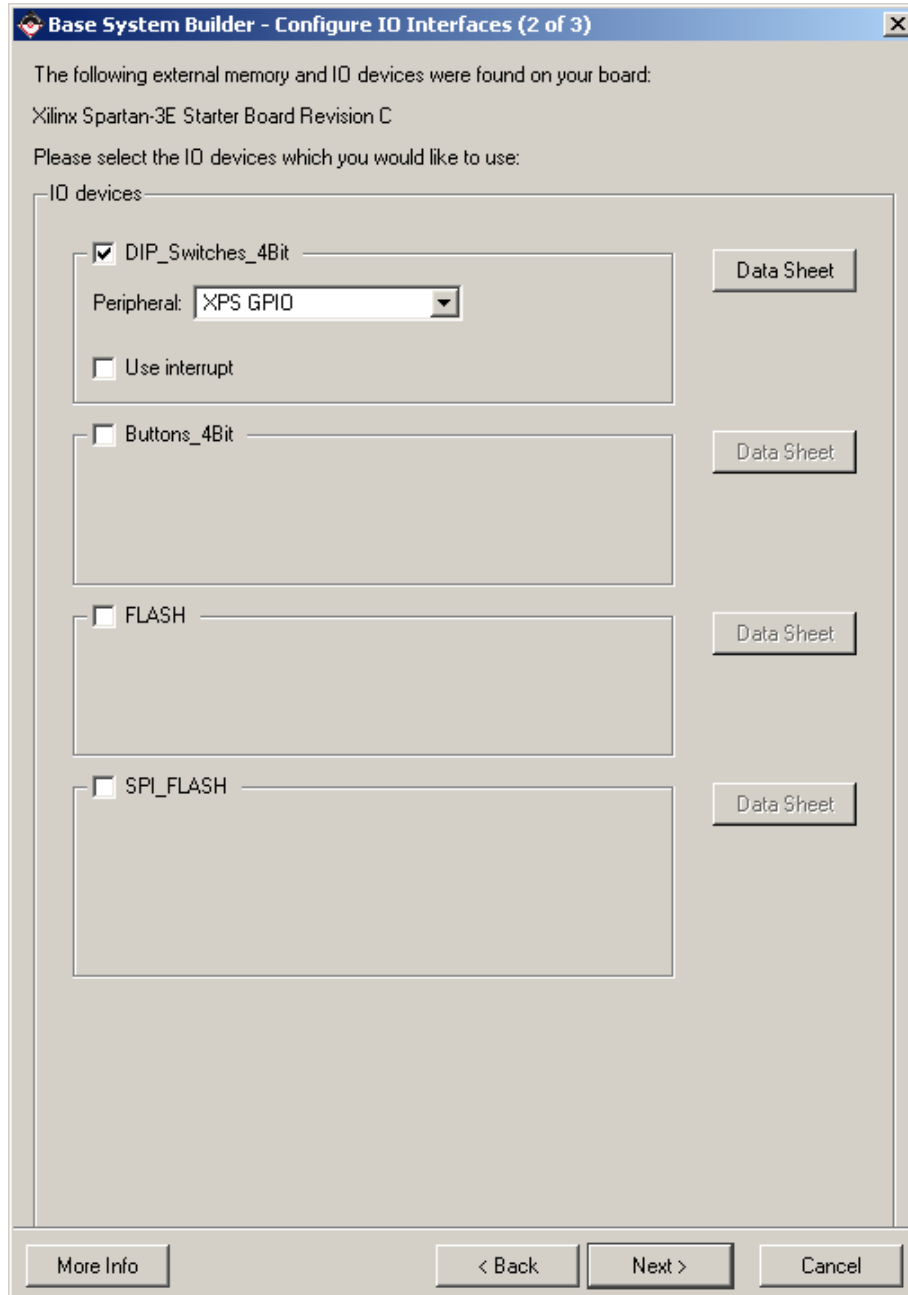 Base System Builder - Configure IO Interfaces (2 of 3)
The following external memory and IO devices were found on your board:
Xilinx Spartan-3E Starter Board Revision C
Please select the IO devices which you would like to use:
IO devices
DIP_Switches_4Bit
Data Sheet
Peripheral: XPS GPIO
Use interrupt
Buttons_4Bit
Data Sheet
FLASH
Data Sheet
SPI_FLASH
Data Sheet
More Info < Back Next > Cancel